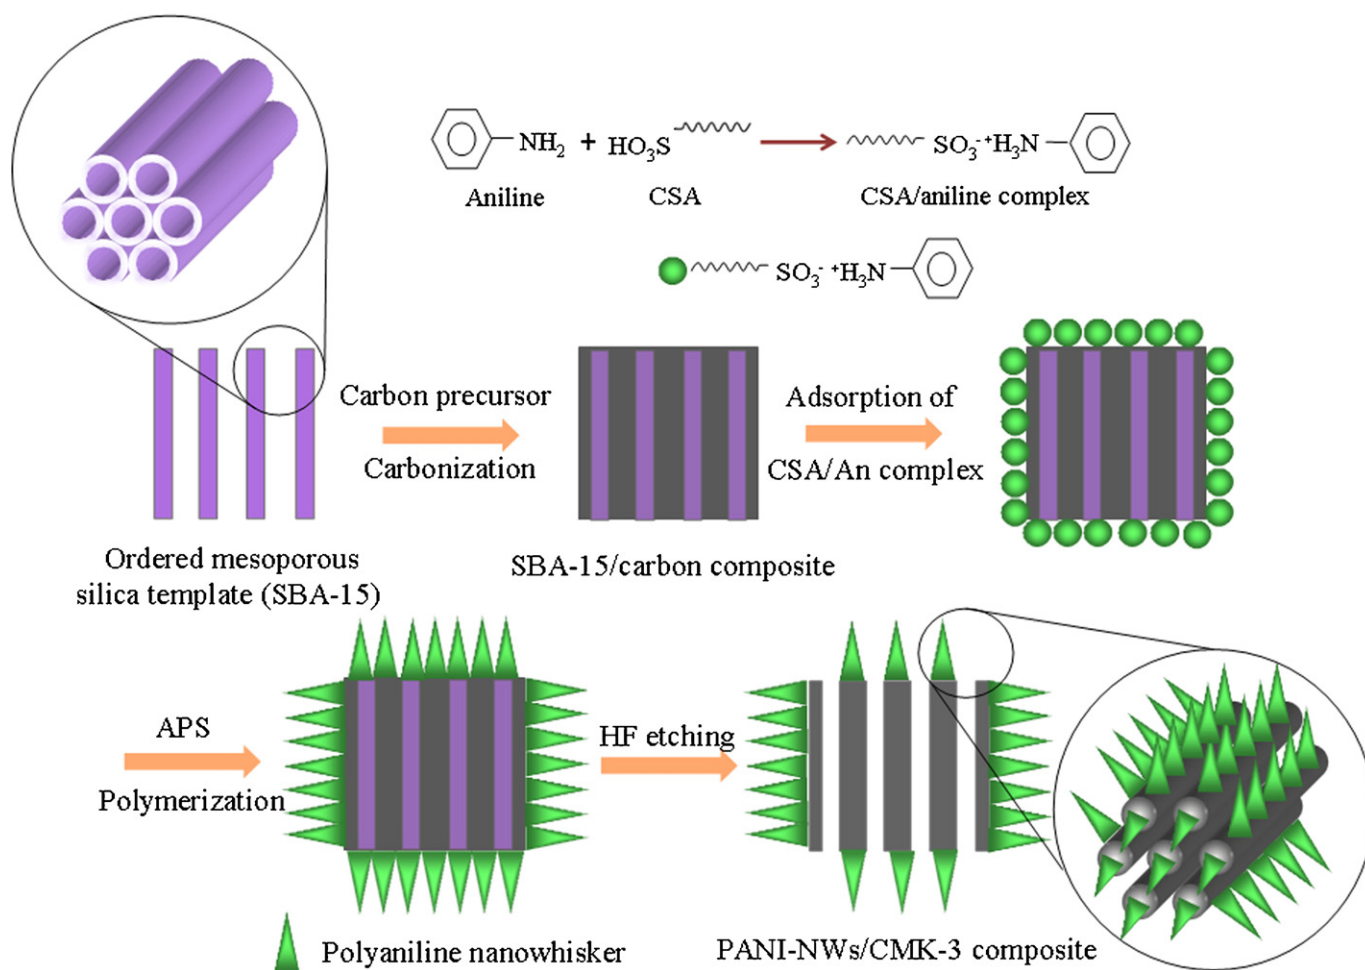 NH₂ + HO₃S SO₃⁻ ⁺H₃N
Aniline CSA CSA/aniline complex
SO₃⁻ ⁺H₃N
Carbon precursor
Carbonization
Adsorption of
CSA/An complex
Ordered mesoporous
silica template (SBA-15)
SBA-15/carbon composite
APS
Polymerization
HF etching
Polyaniline nanowhisker
PANI-NWs/CMK-3 composite